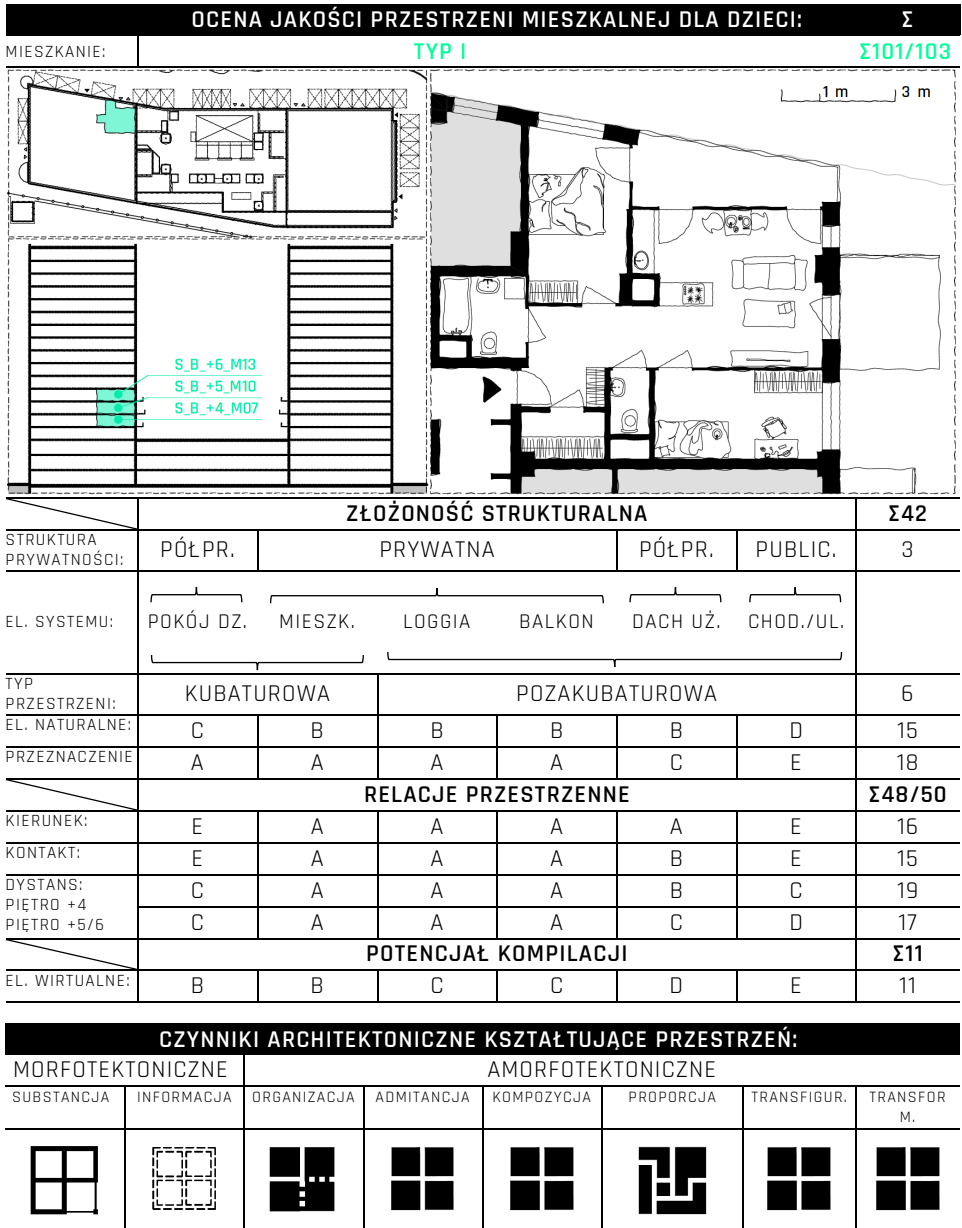 OCENA JAKOŚCI PRZESTRZENI MIESZKALNEJ DLA DZIECI: Σ
MIESZKANIE: TYP I Σ101/103
1 m 3 m
S_B_+6_M13
S_B_+5_M10
S_B_+4_M07
ZŁOŻONOŚĆ STRUKTURALNA Σ42
STRUKTURA
PRYWATNOŚCI: PÓŁPR. PRYWATNA PÓŁPR. PUBLIC. 3
EL. SYSTEMU: POKÓJ DZ. MIESZK. LOGGIA BALKON DACH UŻ. CHOD./UL.
TYP
PRZESTRZENI: KUBATUROWA POZAKUBATUROWA 6
EL. NATURALNE: C B B B B D 15
PRZEZNACZENIE A A A A C E 18
RELACJE PRZESTRZENNE Σ48/50
KIERUNEK: E A A A A E 16
KONTAKT: E A A A B E 15
DYSTANS:
PIĘTRO +4 C A A A B C 19
PIĘTRO +5/6 C A A A C D 17
POTENCJAŁ KOMPILACJI Σ11
EL. WIRTUALNE: B B C C D E 11
CZYNNIKI ARCHITEKTONICZNE KSZTAŁTUJĄCE PRZESTRZEŃ:
MORFOTEKTONICZNE AMORFOTEKTONICZNE
SUBSTANCJA INFORMACJA ORGANIZACJA ADMITANCJA KOMPOZYCJA PROPORCJA TRANSFIGUR. TRANSFOR
M.